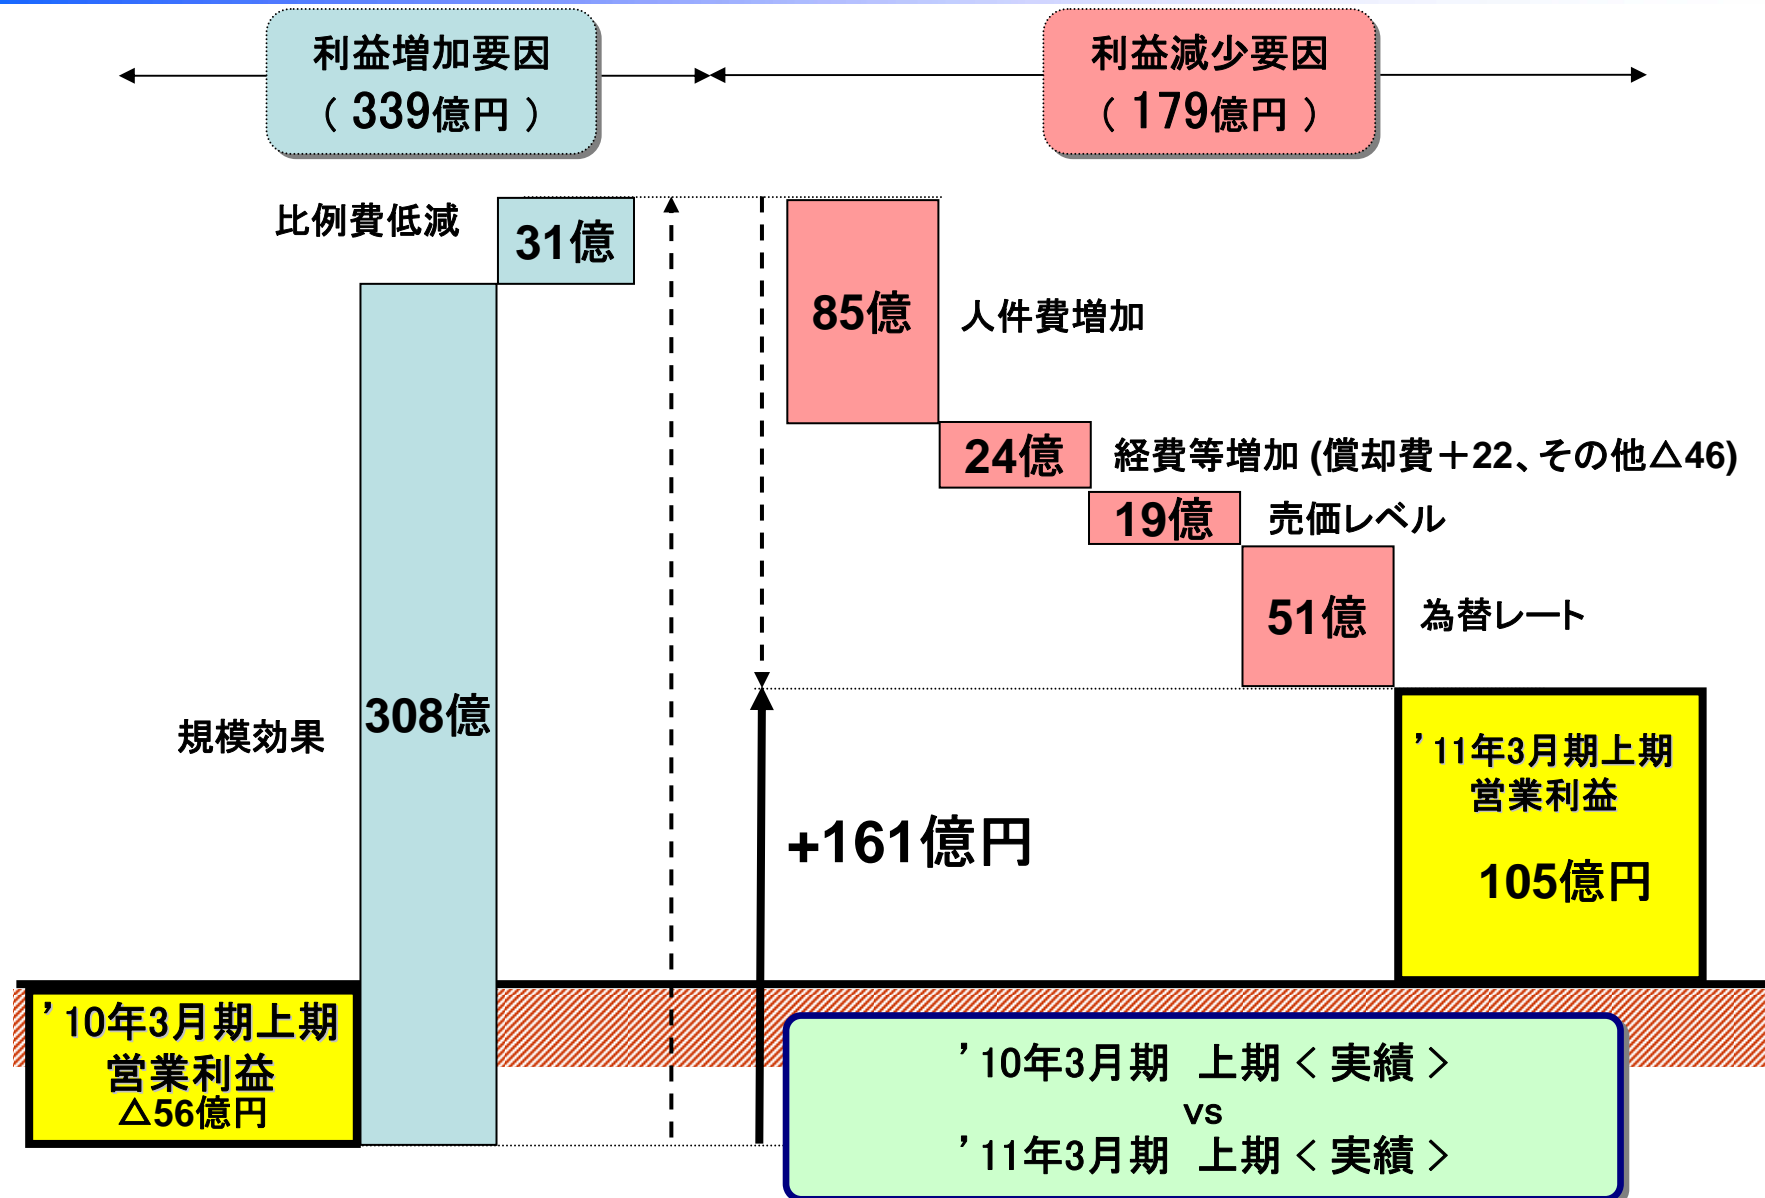 利益増加要因
（ 339億円 ）
利益減少要因
（ 179億円 ）
比例費低減
31億
85億
人件費増加
24億
経費等増加 (償却費＋22、その他△46)
19億
売価レベル
51億
為替レート
規模効果
308億
+161億円
’11年3月期上期
営業利益
105億円
’10年3月期上期
営業利益
△56億円
’10年3月期　上期＜実績＞
vs
’11年3月期　上期＜実績＞